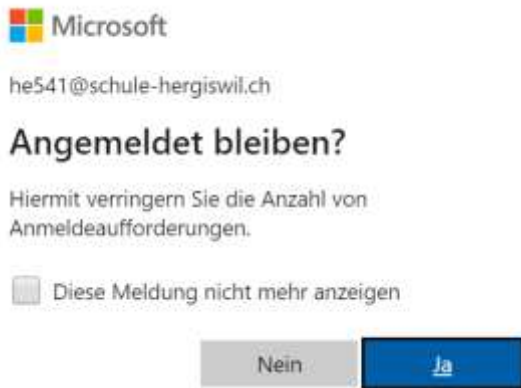 Microsoft
he541@schule-hergiswil.ch
Angemeldet bleiben?
Hiermit verringern Sie die Anzahl von
Anmeldeaufforderungen.
Diese Meldung nicht mehr anzeigen
Nein Ja